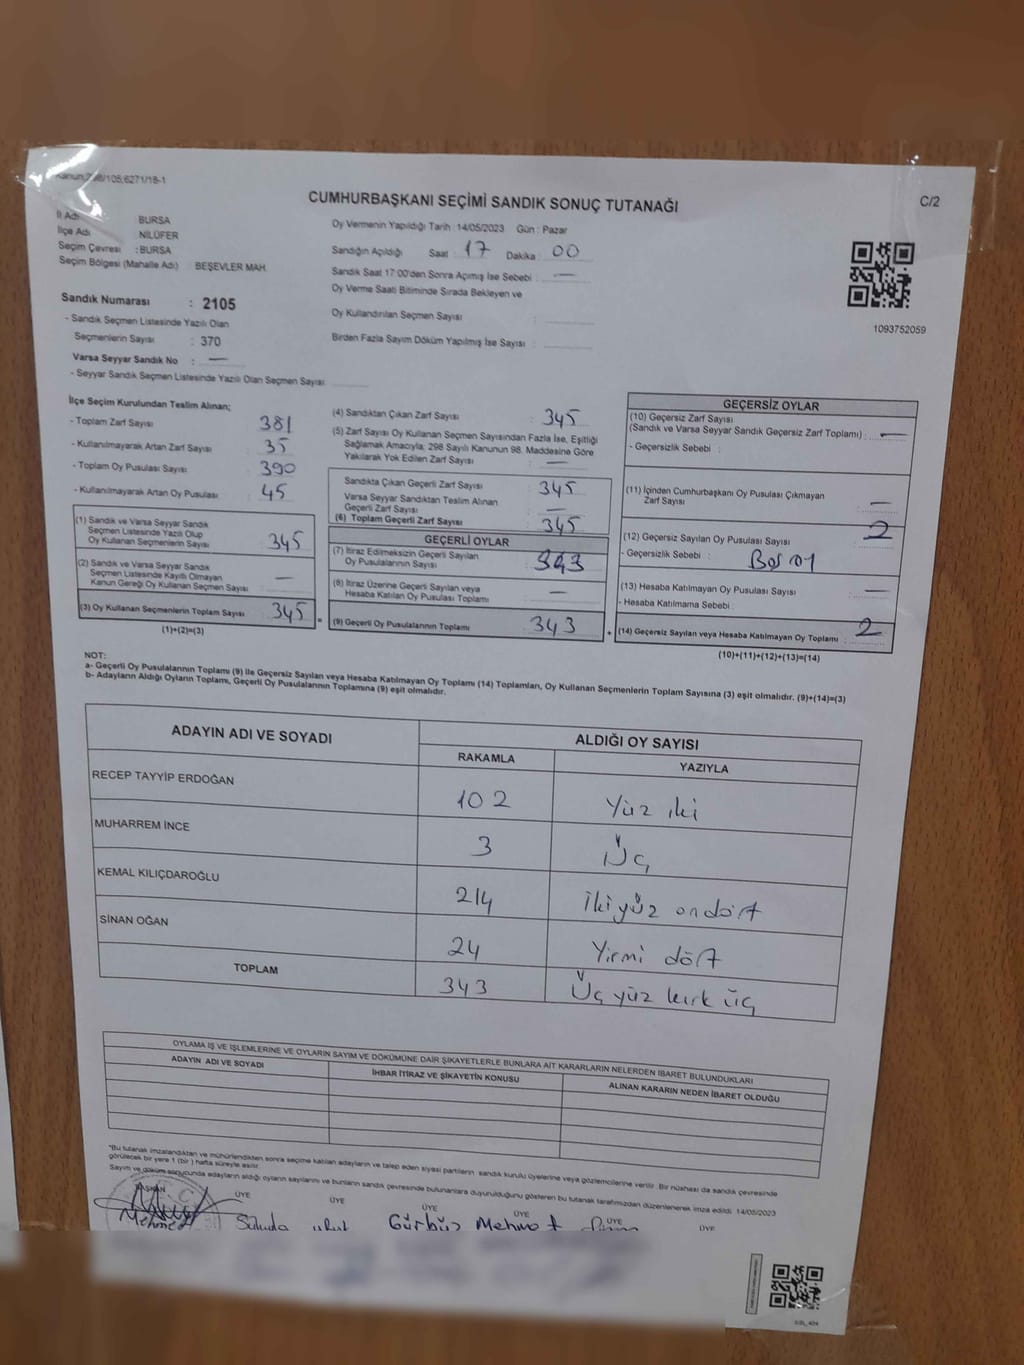 Kanun:298/105;6271/18-1
CUMHURBAŞKANI SEÇİMİ SANDIK SONUÇ TUTANAĞI
C/2
İl Adı : BURSA
İlçe Adı : NİLÜFER
Seçim Çevresi : BURSA
Seçim Bölgesi (Mahalle Adı) : BEŞEVLER MAH.
Sandık Numarası : 2105
- Sandık Seçmen Listesinde Yazılı Olan
Seçmenlerin Sayısı : 370
Varsa Seyyar Sandık No : —
- Seyyar Sandık Seçmen Listesinde Yazılı Olan Seçmen Sayısı
Oy Vermenin Yapıldığı Tarih : 14/05/2023 Gün : Pazar
Sandığın Açıldığı Saat 17 Dakika 00
Sandık Saat 17:00'den Sonra Açılmış İse Sebebi : —
Oy Verme Saati Bitiminde Sırada Bekleyen ve
Oy Kullandırılan Seçmen Sayısı :
Birden Fazla Sayım Döküm Yapılmış İse Sayısı :
1093752059
İlçe Seçim Kurulundan Teslim Alınan;
- Toplam Zarf Sayısı : 381
- Kullanılmayarak Artan Zarf Sayısı : 35
- Toplam Oy Pusulası Sayısı : 390
- Kullanılmayarak Artan Oy Pusulası : 45
(1) Sandık ve Varsa Seyyar Sandık
Seçmen Listesinde Yazılı Olup
Oy Kullanan Seçmenlerin Sayısı : 345
(2) Sandık ve Varsa Seyyar Sandık
Seçmen Listesinde Kayıtlı Olmayan
Kanun Gereği Oy Kullanan Seçmen Sayısı : —
(3) Oy Kullanan Seçmenlerin Toplam Sayısı : 345
(1)+(2)=(3)
(4) Sandıktan Çıkan Zarf Sayısı : 345
(5) Zarf Sayısı Oy Kullanan Seçmen Sayısından Fazla İse, Eşitliği
Sağlamak Amacıyla; 298 Sayılı Kanunun 98. Maddesine Göre
Yakılarak Yok Edilen Zarf Sayısı : —
Sandıkta Çıkan Geçerli Zarf Sayısı : 345
Varsa Seyyar Sandıktan Teslim Alınan
Geçerli Zarf Sayısı : —
(6) Toplam Geçerli Zarf Sayısı : 345
GEÇERLİ OYLAR
(7) İtiraz Edilmeksizin Geçerli Sayılan
Oy Pusulalarının Sayısı : 343
(8) İtiraz Üzerine Geçerli Sayılan veya
Hesaba Katılan Oy Pusulası Toplamı : —
(9) Geçerli Oy Pusulalarının Toplamı : 343
GEÇERSİZ OYLAR
(10) Geçersiz Zarf Sayısı
(Sandık ve Varsa Seyyar Sandık Geçersiz Zarf Toplamı) : —
- Geçersizlik Sebebi :
(11) İçinden Cumhurbaşkanı Oy Pusulası Çıkmayan
Zarf Sayısı : —
(12) Geçersiz Sayılan Oy Pusulası Sayısı : 2
- Geçersizlik Sebebi : Boş oy
(13) Hesaba Katılmayan Oy Pusulası Sayısı : —
- Hesaba Katılmama Sebebi :
(14) Geçersiz Sayılan veya Hesaba Katılmayan Oy Toplamı : 2
(10)+(11)+(12)+(13)=(14)
NOT:
a- Geçerli Oy Pusulalarının Toplamı (9) ile Geçersiz Sayılan veya Hesaba Katılmayan Oy Toplamı (14) Toplamları, Oy Kullanan Seçmenlerin Toplam Sayısına (3) eşit olmalıdır. (9)+(14)=(3)
b- Adayların Aldığı Oyların Toplamı, Geçerli Oy Pusulalarının Toplamına (9) eşit olmalıdır.
ADAYIN ADI VE SOYADI ALDIĞI OY SAYISI
RAKAMLA YAZIYLA
RECEP TAYYİP ERDOĞAN 102 Yüz iki
MUHARREM İNCE 3 Üç
KEMAL KILIÇDAROĞLU 214 İkiyüz ondört
SİNAN OĞAN 24 Yirmi dört
TOPLAM 343 Üç yüz kırk üç
OYLAMA İŞ VE İŞLEMLERİNE VE OYLARIN SAYIM VE DÖKÜMÜNE DAİR ŞİKAYETLERLE BUNLARA AİT KARARLARIN NELERDEN İBARET BULUNDUKLARI
ADAYIN ADI VE SOYADI İHBAR İTİRAZ VE ŞİKAYETİN KONUSU ALINAN KARARIN NEDEN İBARET OLDUĞU
*Bu tutanak imzalandıktan ve mühürlendikten sonra seçime katılan adayların ve talep eden siyasi partilerin sandık kurulu üyelerine veya gözlemcilerine verilir. Bir nüshası da sandık çevresinde
görülecek bir yere 1 (bir) hafta süreyle asılır.
Sayım ve döküm sonucunda adayların aldığı oyların sayılarını ve bunların sandık çevresinde bulunanlara duyurulduğunu gösteren bu tutanak tarafımızdan düzenlenerek imza edildi. 14/05/2023
BAŞKAN ÜYE ÜYE ÜYE ÜYE ÜYE ÜYE
Mehmet Gürbüz Mehmet